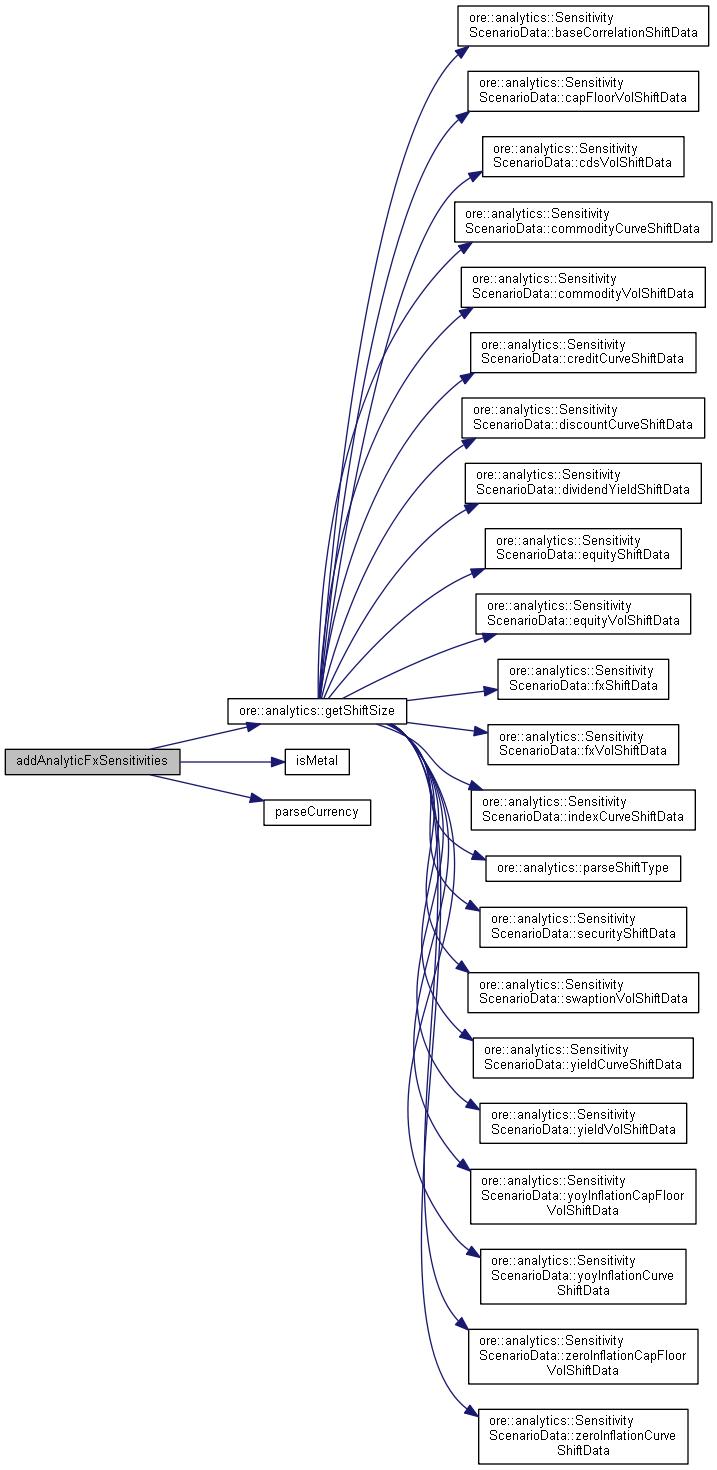 ore::analytics::Sensitivity
ScenarioData::baseCorrelationShiftData
ore::analytics::Sensitivity
ScenarioData::capFloorVolShiftData
ore::analytics::Sensitivity
ScenarioData::cdsVolShiftData
ore::analytics::Sensitivity
ScenarioData::commodityCurveShiftData
ore::analytics::Sensitivity
ScenarioData::commodityVolShiftData
ore::analytics::Sensitivity
ScenarioData::creditCurveShiftData
ore::analytics::Sensitivity
ScenarioData::discountCurveShiftData
ore::analytics::Sensitivity
ScenarioData::dividendYieldShiftData
ore::analytics::Sensitivity
ScenarioData::equityShiftData
ore::analytics::Sensitivity
ScenarioData::equityVolShiftData
ore::analytics::Sensitivity
ScenarioData::fxShiftData
ore::analytics::getShiftSize
ore::analytics::Sensitivity
ScenarioData::fxVolShiftData
addAnalyticFxSensitivities
isMetal
parseCurrency
ore::analytics::Sensitivity
ScenarioData::indexCurveShiftData
ore::analytics::parseShiftType
ore::analytics::Sensitivity
ScenarioData::securityShiftData
ore::analytics::Sensitivity
ScenarioData::swaptionVolShiftData
ore::analytics::Sensitivity
ScenarioData::yieldCurveShiftData
ore::analytics::Sensitivity
ScenarioData::yieldVolShiftData
ore::analytics::Sensitivity
ScenarioData::yoyInflationCapFloor
VolShiftData
ore::analytics::Sensitivity
ScenarioData::yoyInflationCurve
ShiftData
ore::analytics::Sensitivity
ScenarioData::zeroInflationCapFloor
VolShiftData
ore::analytics::Sensitivity
ScenarioData::zeroInflationCurve
ShiftData